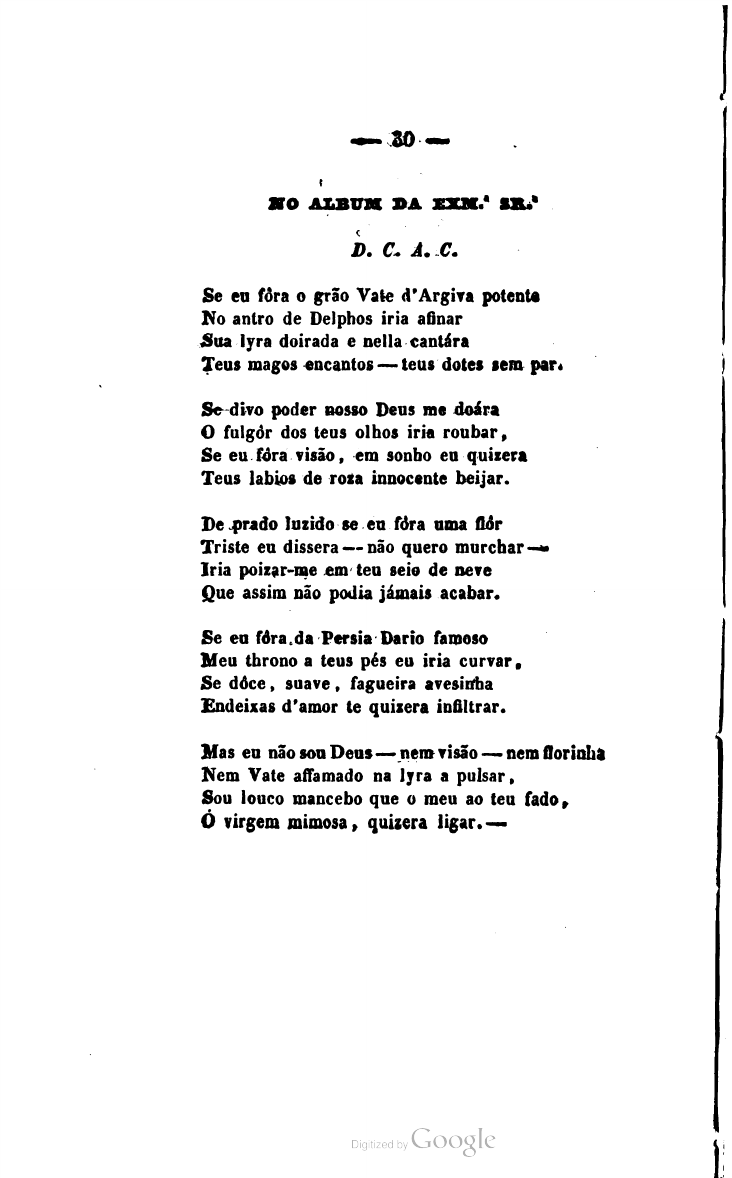 — 30 —
NO ALBUM DA EXM.ª SR.ª
D. C. A. C.
Se eu fôra o grão Vate d'Argiva potente
No antro de Delphos iria afinar
Sua lyra doirada e nella cantára
Teus magos encantos — teus dotes sem par.
Se divo poder nosso Deus me doára
O fulgôr dos teus olhos iria roubar,
Se eu fôra visão, em sonho eu quizera
Teus labios de roza innocente beijar.
De prado luzido se eu fôra uma flôr
Triste eu dissera — não quero murchar —
Iria poizar-me em teu seio de neve
Que assim não podia jámais acabar.
Se eu fôra da Persia Dario famoso
Meu throno a teus pés eu iria curvar,
Se dôce, suave, fagueira avesinha
Endeixas d'amor te quizera infiltrar.
Mas eu não sou Deus — nem visão — nem florinha
Nem Vate affamado na lyra a pulsar,
Sou louco mancebo que o meu ao teu fado,
Ó virgem mimosa, quizera ligar. —
Digitized by Google